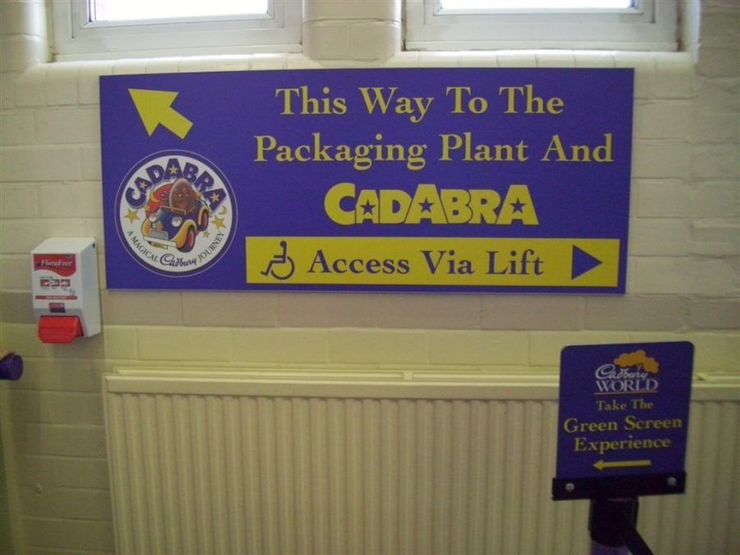 This Way To The
Packaging Plant And
CADABRA
Access Via Lift
CADABRA
A MAGICAL Cadbury JOURNEY
Cadbury
WORLD
Take The
Green Screen
Experience